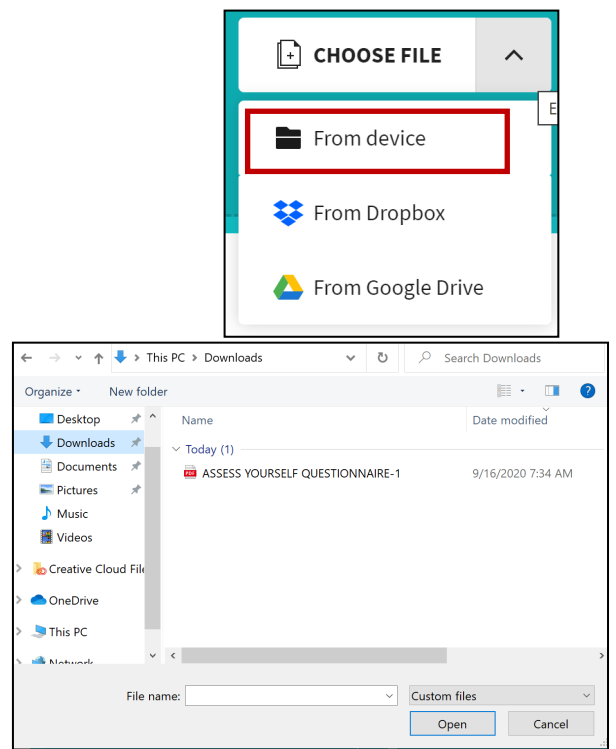 CHOOSE FILE
E
From device
From Dropbox
From Google Drive
This PC > Downloads
Search Downloads
Organize
New folder
Desktop
Name
Date modified
Downloads
Today (1)
Documents
PDF
ASSESS YOURSELF QUESTIONNAIRE-1
9/16/2020 7:34 AM
Pictures
Music
Videos
Creative Cloud File
OneDrive
This PC
Network
File name:
Custom files
Open
Cancel